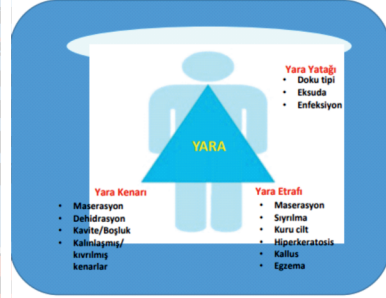 Yara Yatağı
• Doku tipi
• Eksuda
• Enfeksiyon
YARA
Yara Kenarı
• Maserasyon
• Dehidrasyon
• Kavite/Boşluk
• Kalınlaşmış/
kıvrılmış
kenarlar
Yara Etrafı
• Maserasyon
• Sıyrılma
• Kuru cilt
• Hiperkeratosis
• Kallus
• Egzema